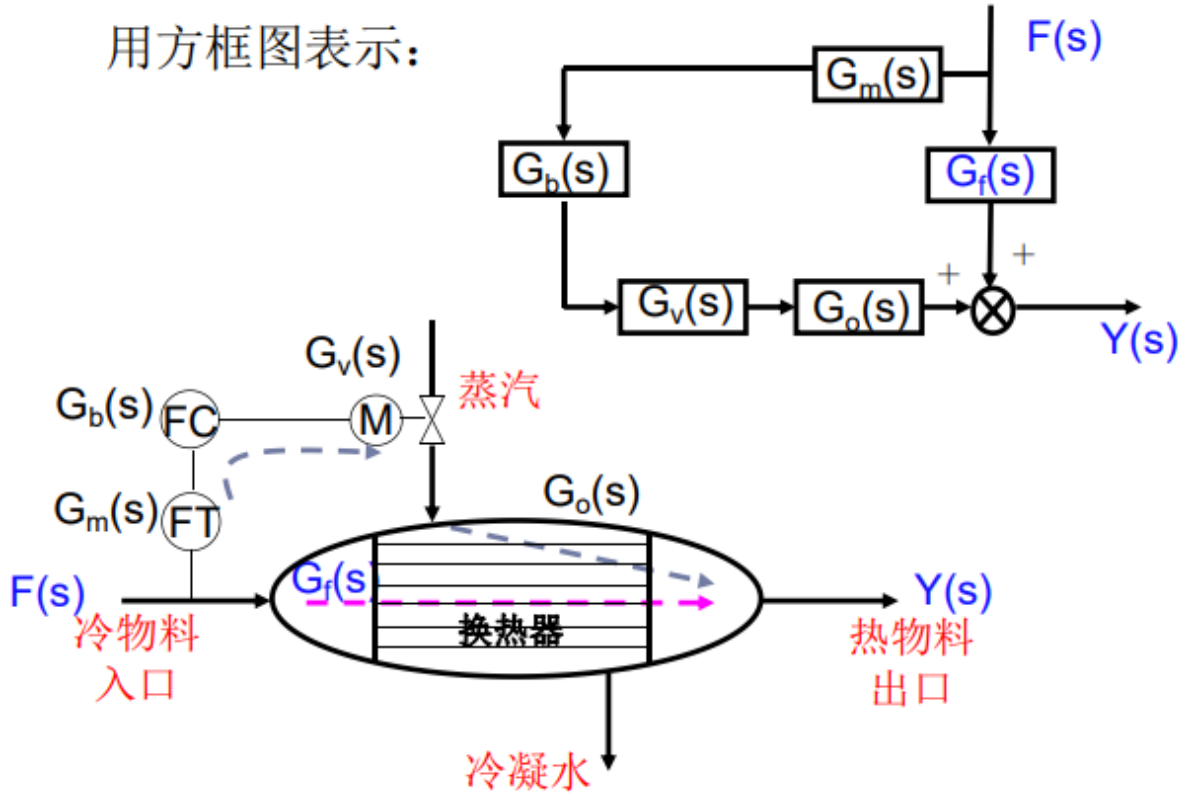 用方框图表示：
F(s)
Gm(s)
Gb(s)
Gf(s)
+
+
Gv(s)
Go(s)
Y(s)
Gv(s)
蒸汽
Gb(s)
FC
M
Gm(s)
FT
Go(s)
F(s)
Gf(s)
Y(s)
冷物料
入口
换热器
热物料
出口
冷凝水